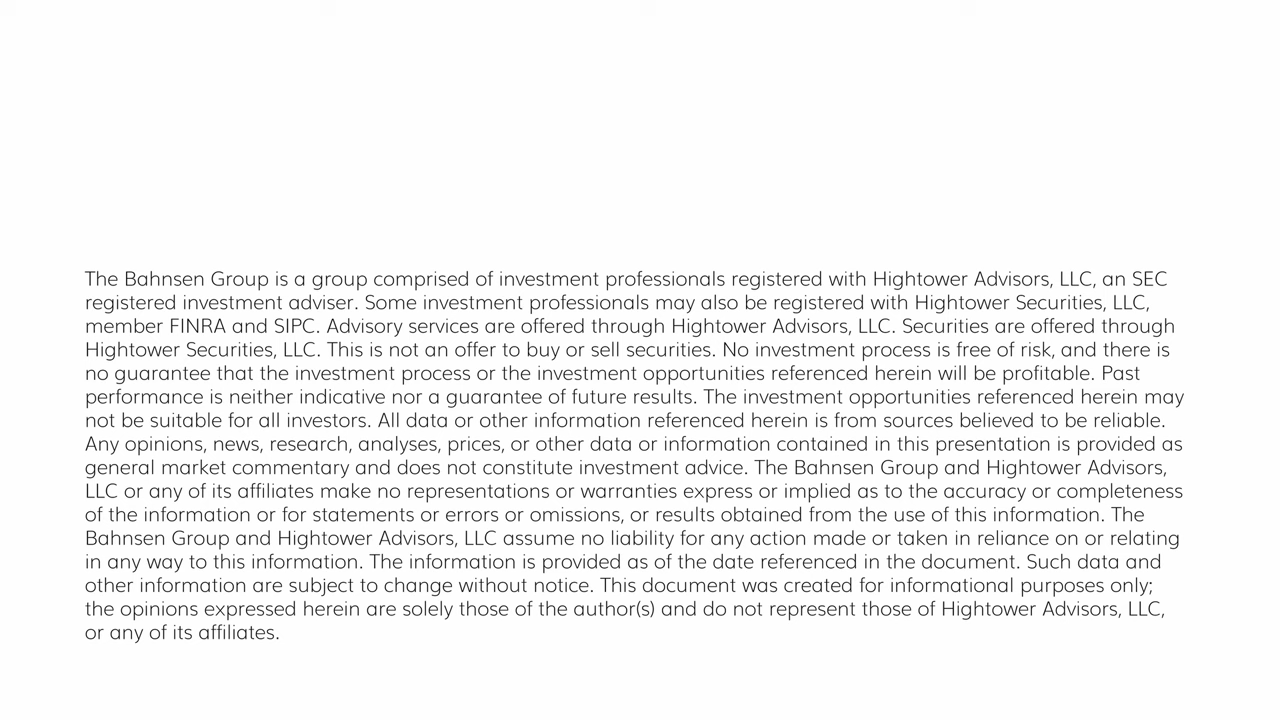 The Bahnsen Group is a group comprised of investment professionals registered with Hightower Advisors, LLC, an SEC
registered investment adviser. Some investment professionals may also be registered with Hightower Securities, LLC,
member FINRA and SIPC. Advisory services are offered through Hightower Advisors, LLC. Securities are offered through
Hightower Securities, LLC. This is not an offer to buy or sell securities. No investment process is free of risk, and there is
no guarantee that the investment process or the investment opportunities referenced herein will be profitable. Past
performance is neither indicative nor a guarantee of future results. The investment opportunities referenced herein may
not be suitable for all investors. All data or other information referenced herein is from sources believed to be reliable.
Any opinions, news, research, analyses, prices, or other data or information contained in this presentation is provided as
general market commentary and does not constitute investment advice. The Bahnsen Group and Hightower Advisors,
LLC or any of its affiliates make no representations or warranties express or implied as to the accuracy or completeness
of the information or for statements or errors or omissions, or results obtained from the use of this information. The
Bahnsen Group and Hightower Advisors, LLC assume no liability for any action made or taken in reliance on or relating
in any way to this information. The information is provided as of the date referenced in the document. Such data and
other information are subject to change without notice. This document was created for informational purposes only;
the opinions expressed herein are solely those of the author(s) and do not represent those of Hightower Advisors, LLC,
or any of its affiliates.